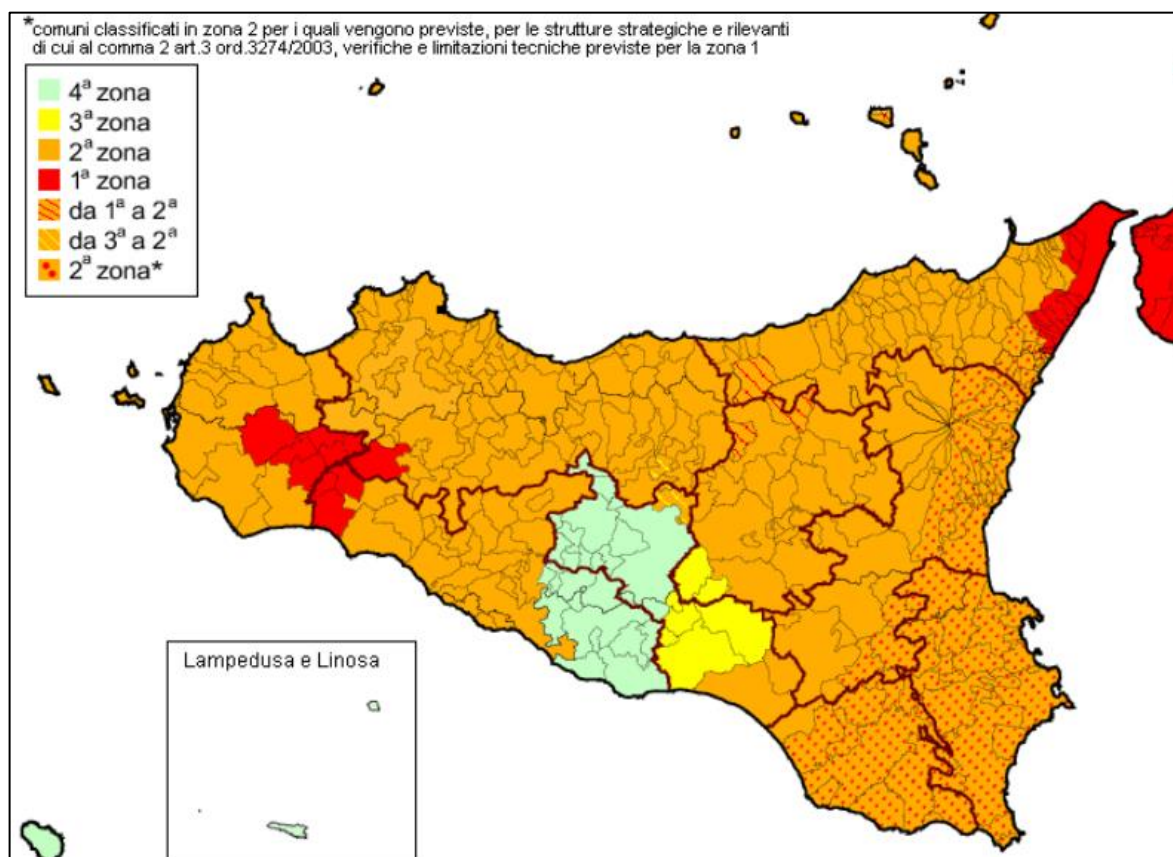 *comuni classificati in zona 2 per i quali vengono previste, per le strutture strategiche e rilevanti
di cui al comma 2 art.3 ord.3274/2003, verifiche e limitazioni tecniche previste per la zona 1
4ª zona
3ª zona
2ª zona
1ª zona
da 1ª a 2ª
da 3ª a 2ª
2ª zona*
Lampedusa e Linosa